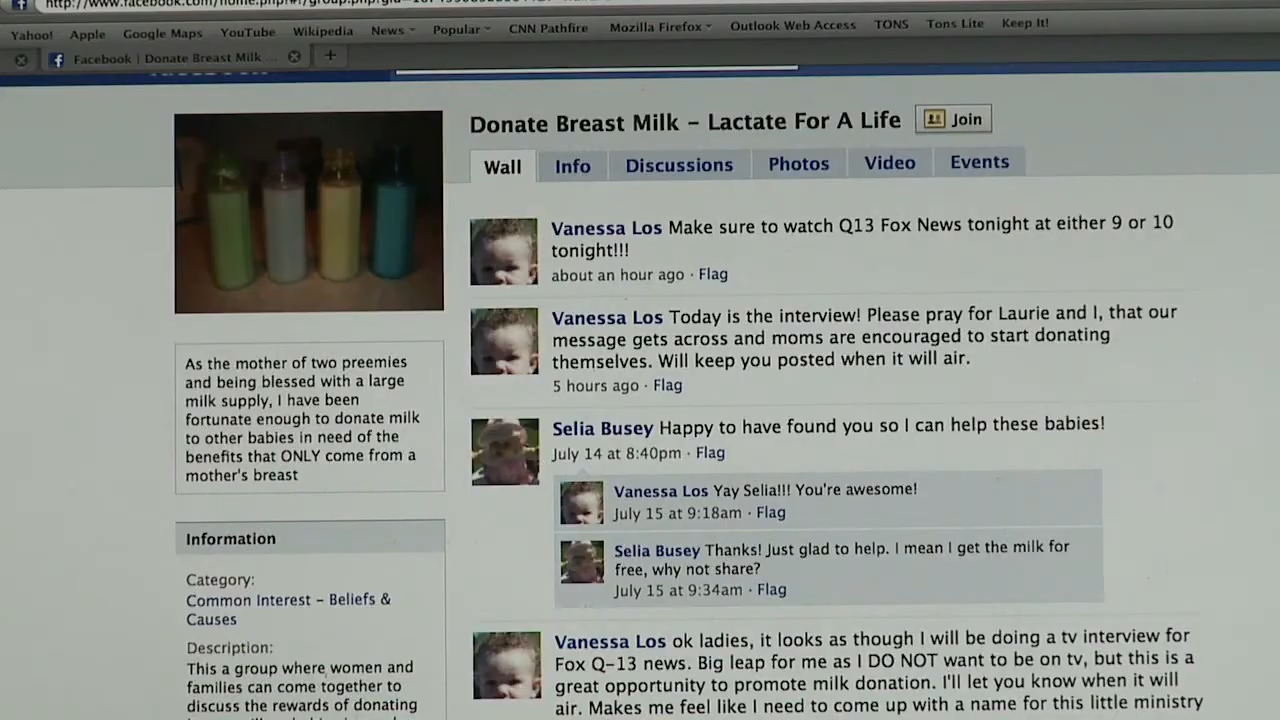 Yahoo! Apple Google Maps YouTube Wikipedia News Popular CNN Pathfire Mozilla Firefox Outlook Web Access TONS Tons Lite Keep It!
Facebook | Donate Breast Milk ...
Donate Breast Milk – Lactate For A Life Join
Wall Info Discussions Photos Video Events
Vanessa Los Make sure to watch Q13 Fox News tonight at either 9 or 10
tonight!!!
about an hour ago · Flag
Vanessa Los Today is the interview! Please pray for Laurie and I, that our
message gets across and moms are encouraged to start donating
themselves. Will keep you posted when it will air.
5 hours ago · Flag
Selia Busey Happy to have found you so I can help these babies!
July 14 at 8:40pm · Flag
Vanessa Los Yay Selia!!! You're awesome!
July 15 at 9:18am · Flag
Selia Busey Thanks! Just glad to help. I mean I get the milk for
free, why not share?
July 15 at 9:34am · Flag
Vanessa Los ok ladies, it looks as though I will be doing a tv interview for
Fox Q-13 news. Big leap for me as I DO NOT want to be on tv, but this is a
great opportunity to promote milk donation. I'll let you know when it will
air. Makes me feel like I need to come up with a name for this little ministry
As the mother of two preemies
and being blessed with a large
milk supply, I have been
fortunate enough to donate milk
to other babies in need of the
benefits that ONLY come from a
mother's breast
Information
Category:
Common Interest – Beliefs &
Causes
Description:
This a group where women and
families can come together to
discuss the rewards of donating